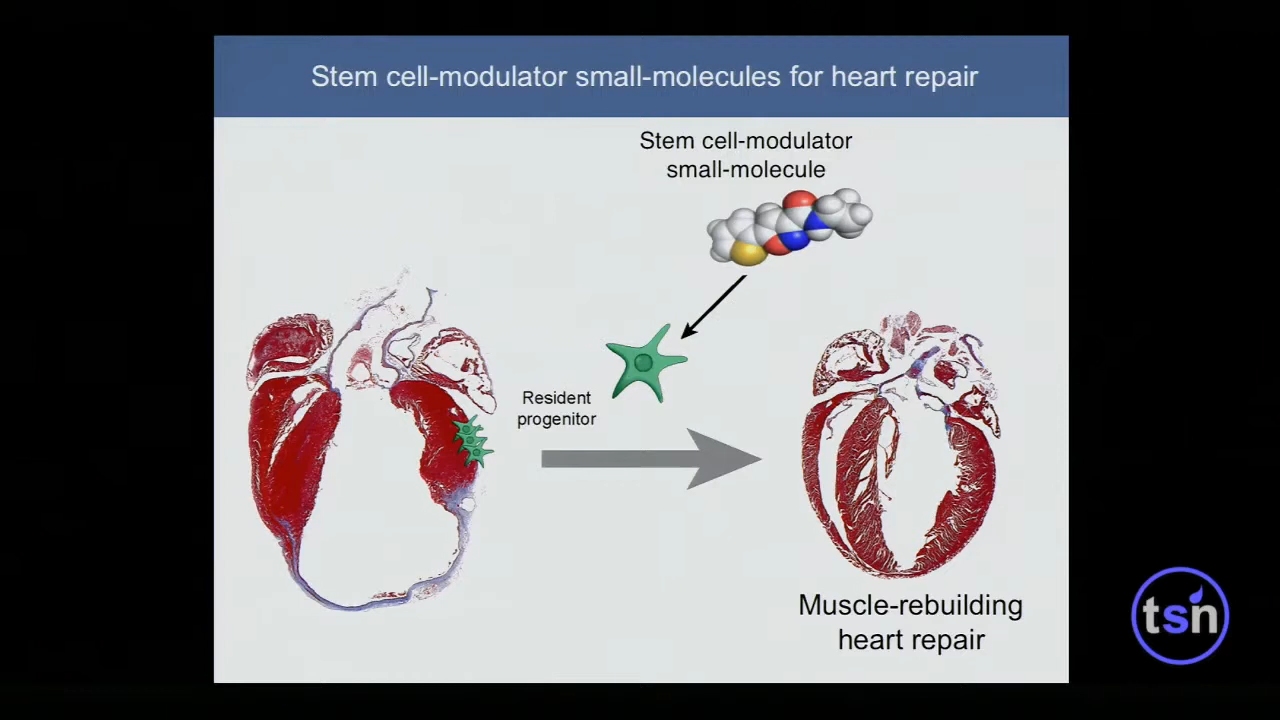 Stem cell-modulator small-molecules for heart repair
Stem cell-modulator
small-molecule
Resident
progenitor
Muscle-rebuilding
heart repair
tsn